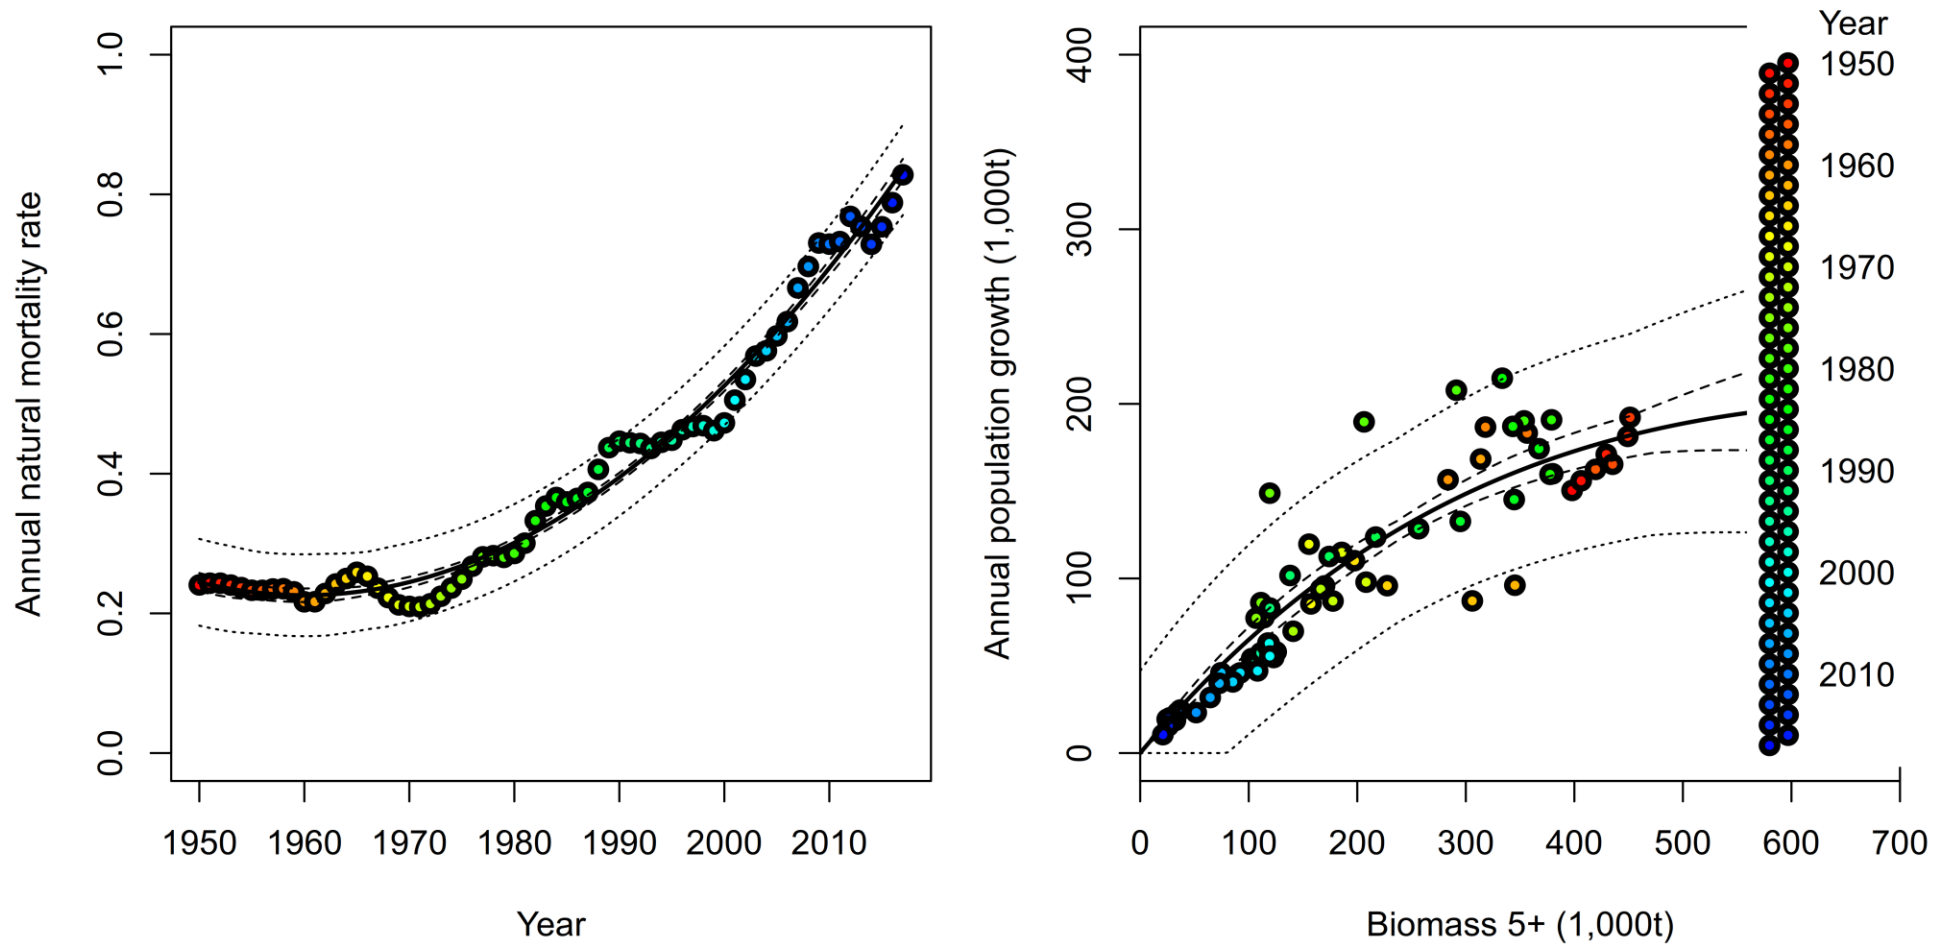 Annual natural mortality rate
1.0
0.8
0.6
0.4
0.2
0.0
1950 1960 1970 1980 1990 2000 2010
Year
Annual population growth (1,000t)
400
300
200
100
0
0 100 200 300 400 500 600 700
Biomass 5+ (1,000t)
Year
1950
1960
1970
1980
1990
2000
2010